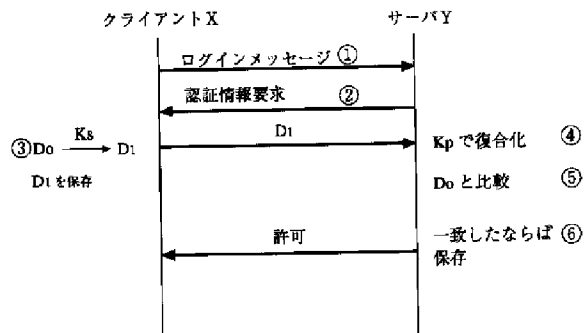 クライアントX
サーバY
ログインメッセージ ①
認証情報要求 ②
③D0 Ks D1
D1を保存
D1
Kpで復合化 ④
D0と比較 ⑤
許可
一致したならば ⑥
保存